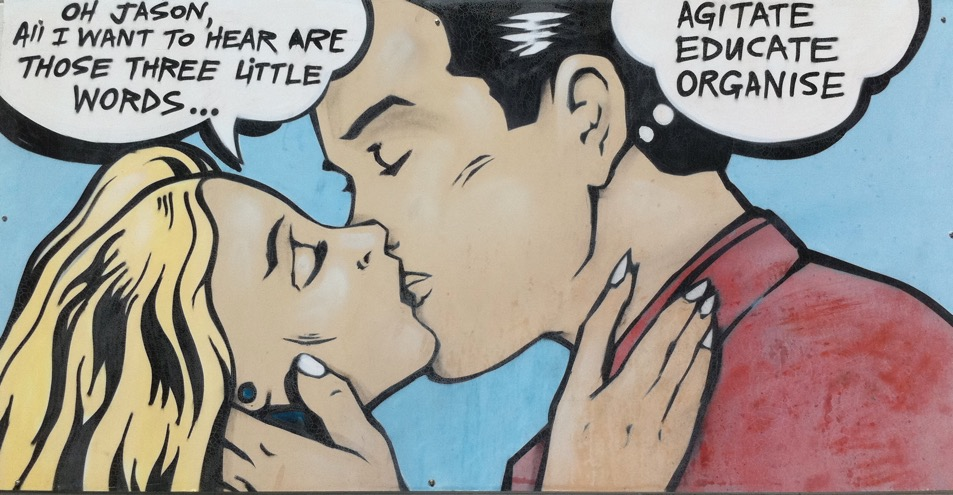 OH JASON,
All I WANT TO HEAR ARE
THOSE THREE LiTTLE
WORDS...
AGITATE
EDUCATE
ORGANISE